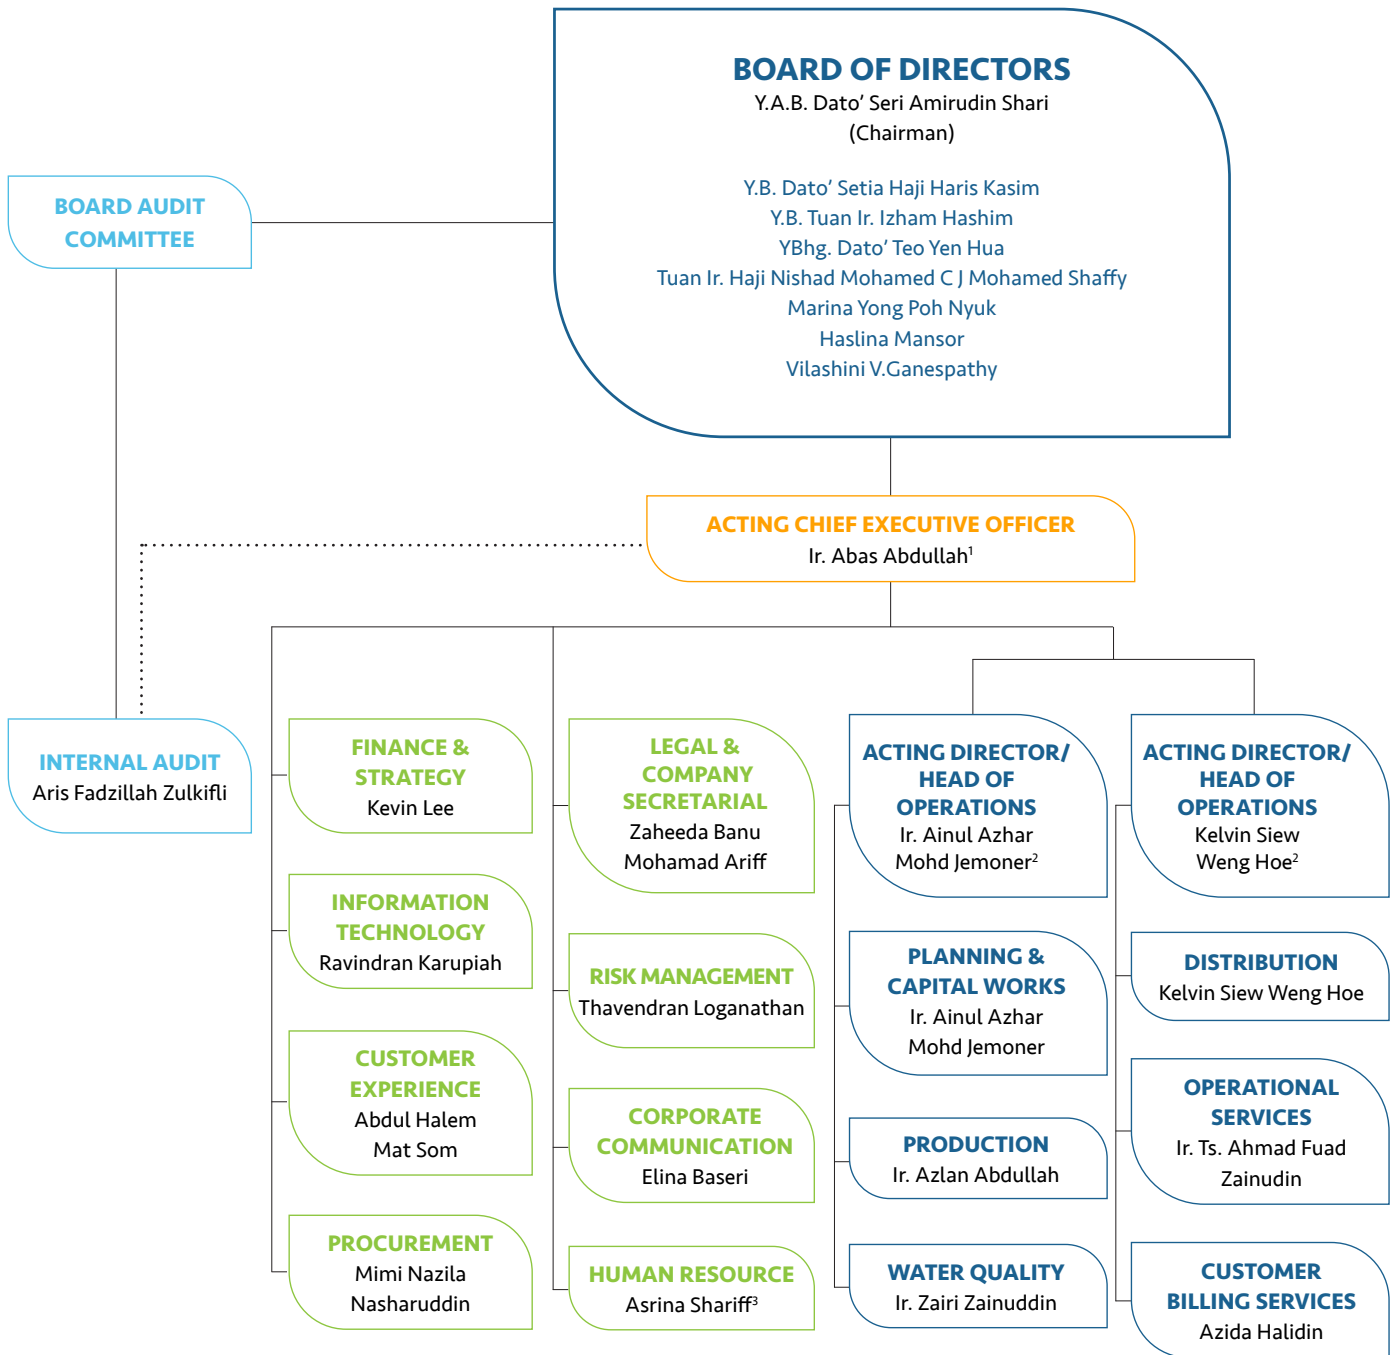 BOARD OF DIRECTORS
Y.A.B. Dato’ Seri Amirudin Shari
(Chairman)
Y.B. Dato’ Setia Haji Haris Kasim
Y.B. Tuan Ir. Izham Hashim
YBhg. Dato’ Teo Yen Hua
Tuan Ir. Haji Nishad Mohamed C J Mohamed Shaffy
Marina Yong Poh Nyuk
Haslina Mansor
Vilashini V.Ganespathy
BOARD AUDIT
COMMITTEE
ACTING CHIEF EXECUTIVE OFFICER
Ir. Abas Abdullah¹
INTERNAL AUDIT
Aris Fadzillah Zulkifli
FINANCE &
STRATEGY
Kevin Lee
INFORMATION
TECHNOLOGY
Ravindran Karupiah
CUSTOMER
EXPERIENCE
Abdul Halem
Mat Som
PROCUREMENT
Mimi Nazila
Nasharuddin
LEGAL &
COMPANY
SECRETARIAL
Zaheeda Banu
Mohamad Ariff
RISK MANAGEMENT
Thavendran Loganathan
CORPORATE
COMMUNICATION
Elina Baseri
HUMAN RESOURCE
Asrina Shariff³
ACTING DIRECTOR/
HEAD OF
OPERATIONS
Ir. Ainul Azhar
Mohd Jemoner²
PLANNING &
CAPITAL WORKS
Ir. Ainul Azhar
Mohd Jemoner
PRODUCTION
Ir. Azlan Abdullah
WATER QUALITY
Ir. Zairi Zainuddin
ACTING DIRECTOR/
HEAD OF
OPERATIONS
Kelvin Siew
Weng Hoe²
DISTRIBUTION
Kelvin Siew Weng Hoe
OPERATIONAL
SERVICES
Ir. Ts. Ahmad Fuad
Zainudin
CUSTOMER
BILLING SERVICES
Azida Halidin